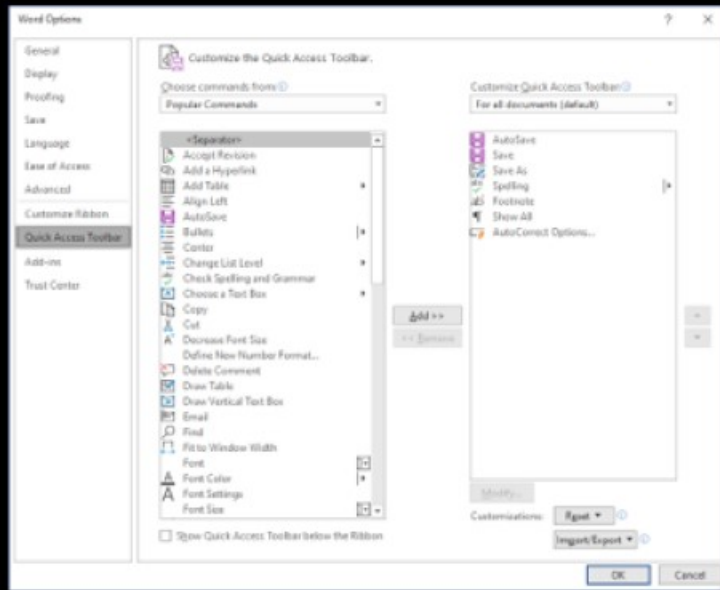 Word Options
?
General
Display
Proofing
Save
Language
Ease of Access
Advanced
Customize Ribbon
Quick Access Toolbar
Add-ins
Trust Center
Customize the Quick Access Toolbar.
Choose commands from:
Popular Commands
<Separator>
Accept Revision
Add a Hyperlink
Add Table
Align Left
AutoSave
Bullets
Center
Change List Level
Check Spelling and Grammar
Choose a Text Box
Copy
Cut
Decrease Font Size
Define New Number Format...
Delete Comment
Draw Table
Draw Vertical Text Box
Email
Find
Fit to Window Width
Font
Font Color
Font Settings
Font Size
Show Quick Access Toolbar below the Ribbon
Add >>
<< Remove
Customize Quick Access Toolbar:
For all documents (default)
AutoSave
Save
Save As
Spelling
Footnote
Show All
AutoCorrect Options...
Modify...
Customizations:
Reset
Import/Export
OK
Cancel